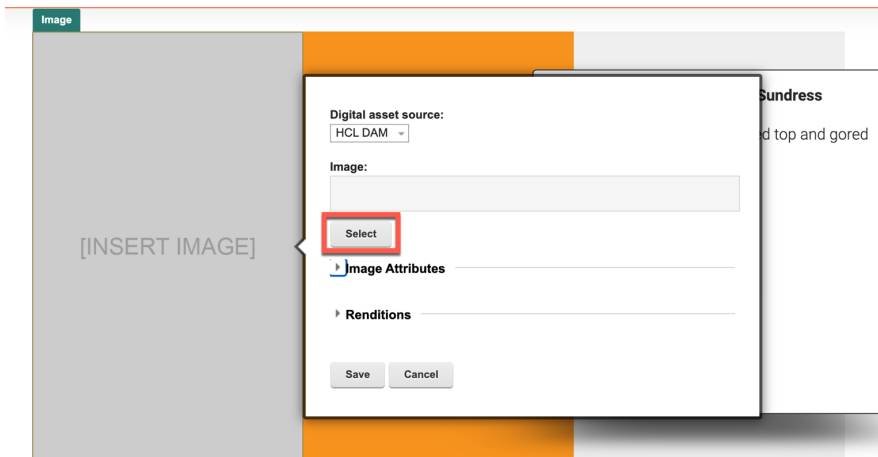 Image
Digital asset source:
HCL DAM
Image:
Select
Image Attributes
Renditions
Save Cancel
[INSERT IMAGE]
Sundress
top and gored